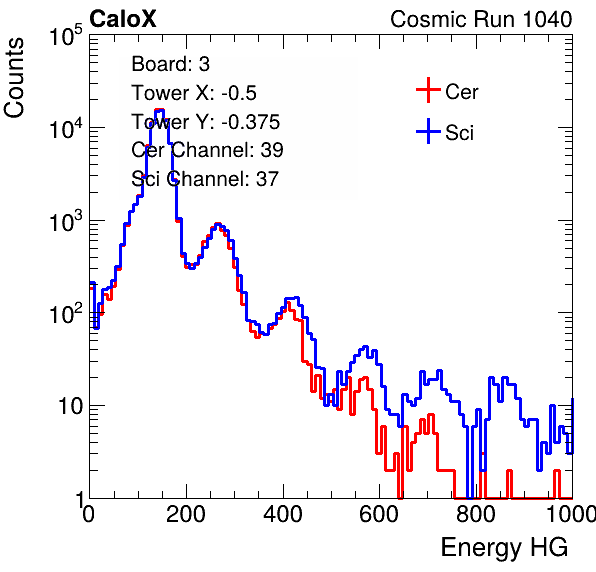 CaloX Cosmic Run 1040
Counts
Board: 3
Tower X: -0.5
Tower Y: -0.375
Cer Channel: 39
Sci Channel: 37
Cer
Sci
10^5
10^4
10^3
10^2
10
1
0 200 400 600 800 1000
Energy HG